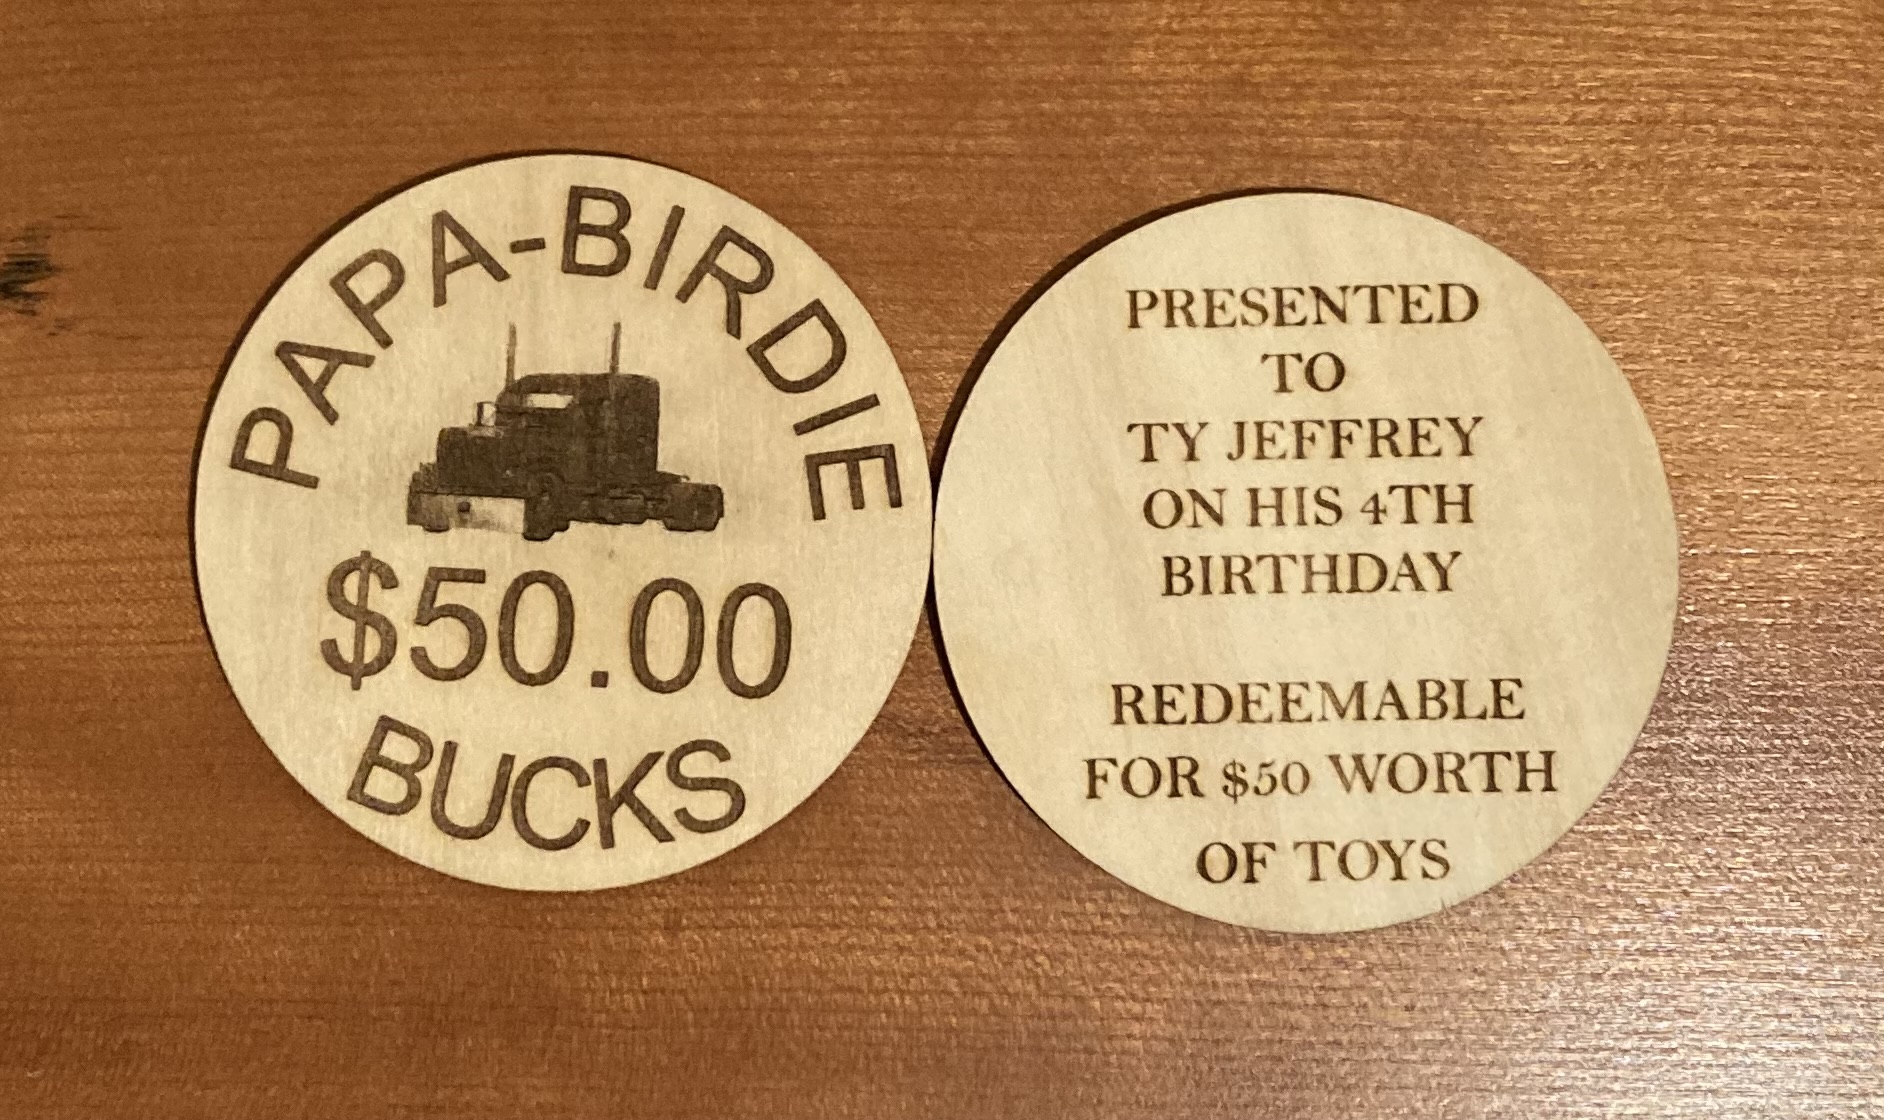 PAPA-BIRDIE
$50.00
BUCKS
PRESENTED
TO
TY JEFFREY
ON HIS 4TH
BIRTHDAY
REDEEMABLE
FOR $50 WORTH
OF TOYS